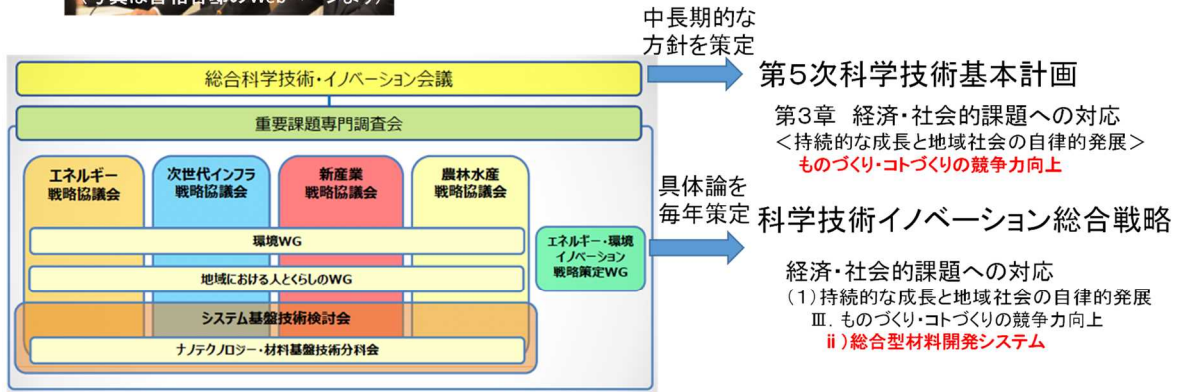 中長期的な
方針を策定
総合科学技術・イノベーション会議
第5次科学技術基本計画
重要課題専門調査会
第3章 経済・社会的課題への対応
＜持続的な成長と地域社会の自律的発展＞
ものづくり・コトづくりの競争力向上
エネルギー
戦略協議会
次世代インフラ
戦略協議会
新産業
戦略協議会
農林水産
戦略協議会
環境WG
地域における人とくらしのWG
システム基盤技術検討会
ナノテクノロジー・材料基盤技術分科会
エネルギー・環境
イノベーション
戦略策定WG
具体論を
毎年策定
科学技術イノベーション総合戦略
経済・社会的課題への対応
（1）持続的な成長と地域社会の自律的発展
Ⅲ．ものづくり・コトづくりの競争力向上
ⅱ）総合型材料開発システム